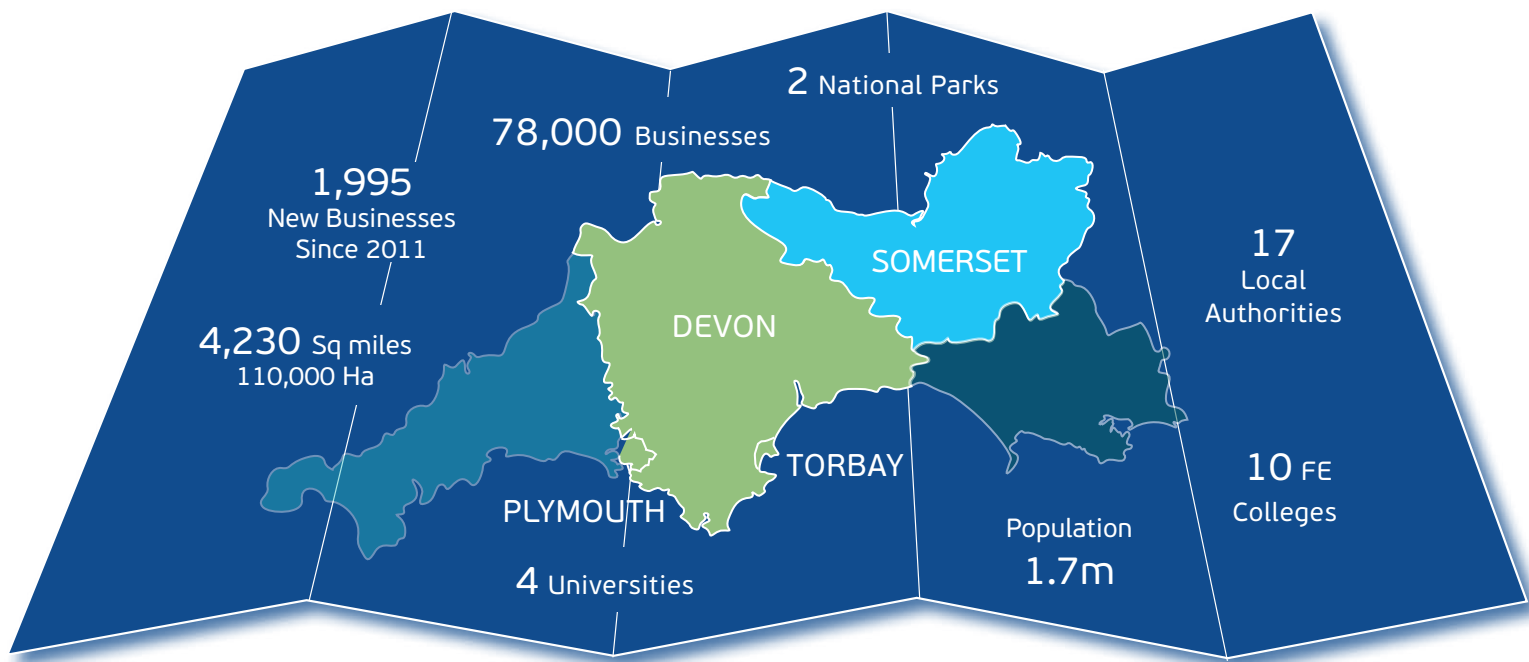 2 National Parks
78,000 Businesses
1,995
New Businesses
Since 2011
SOMERSET
17
Local
Authorities
DEVON
4,230 Sq miles
110,000 Ha
TORBAY
10 FE
Colleges
PLYMOUTH
Population
1.7m
4 Universities